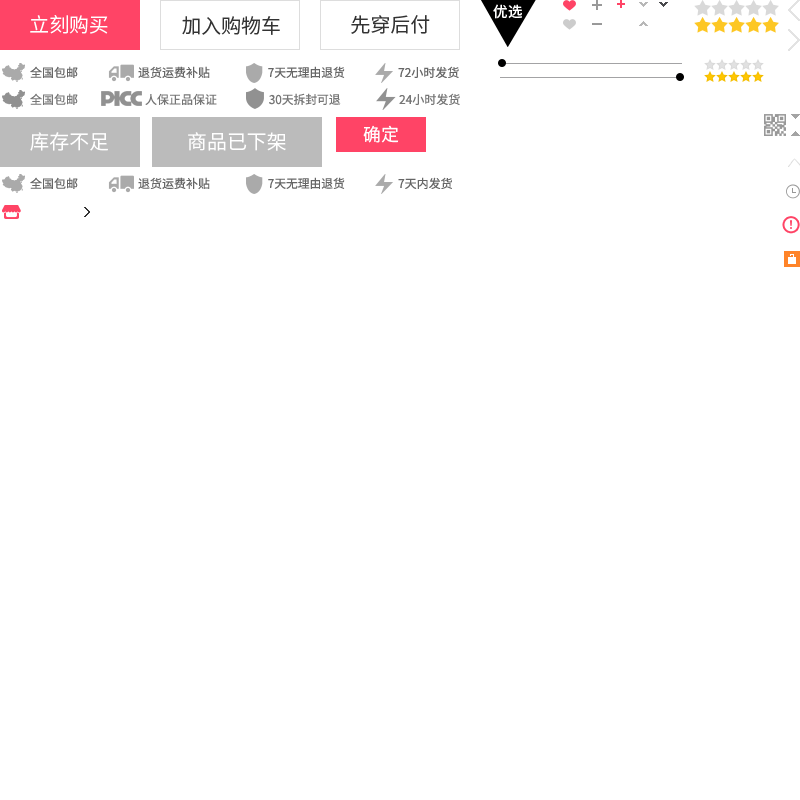 立刻购买 加入购物车 先穿后付 优选
全国包邮 退货运费补贴 7天无理由退货 72小时发货
全国包邮 PICC 人保正品保证 30天拆封可退 24小时发货
库存不足 商品已下架 确定
全国包邮 退货运费补贴 7天无理由退货 7天内发货